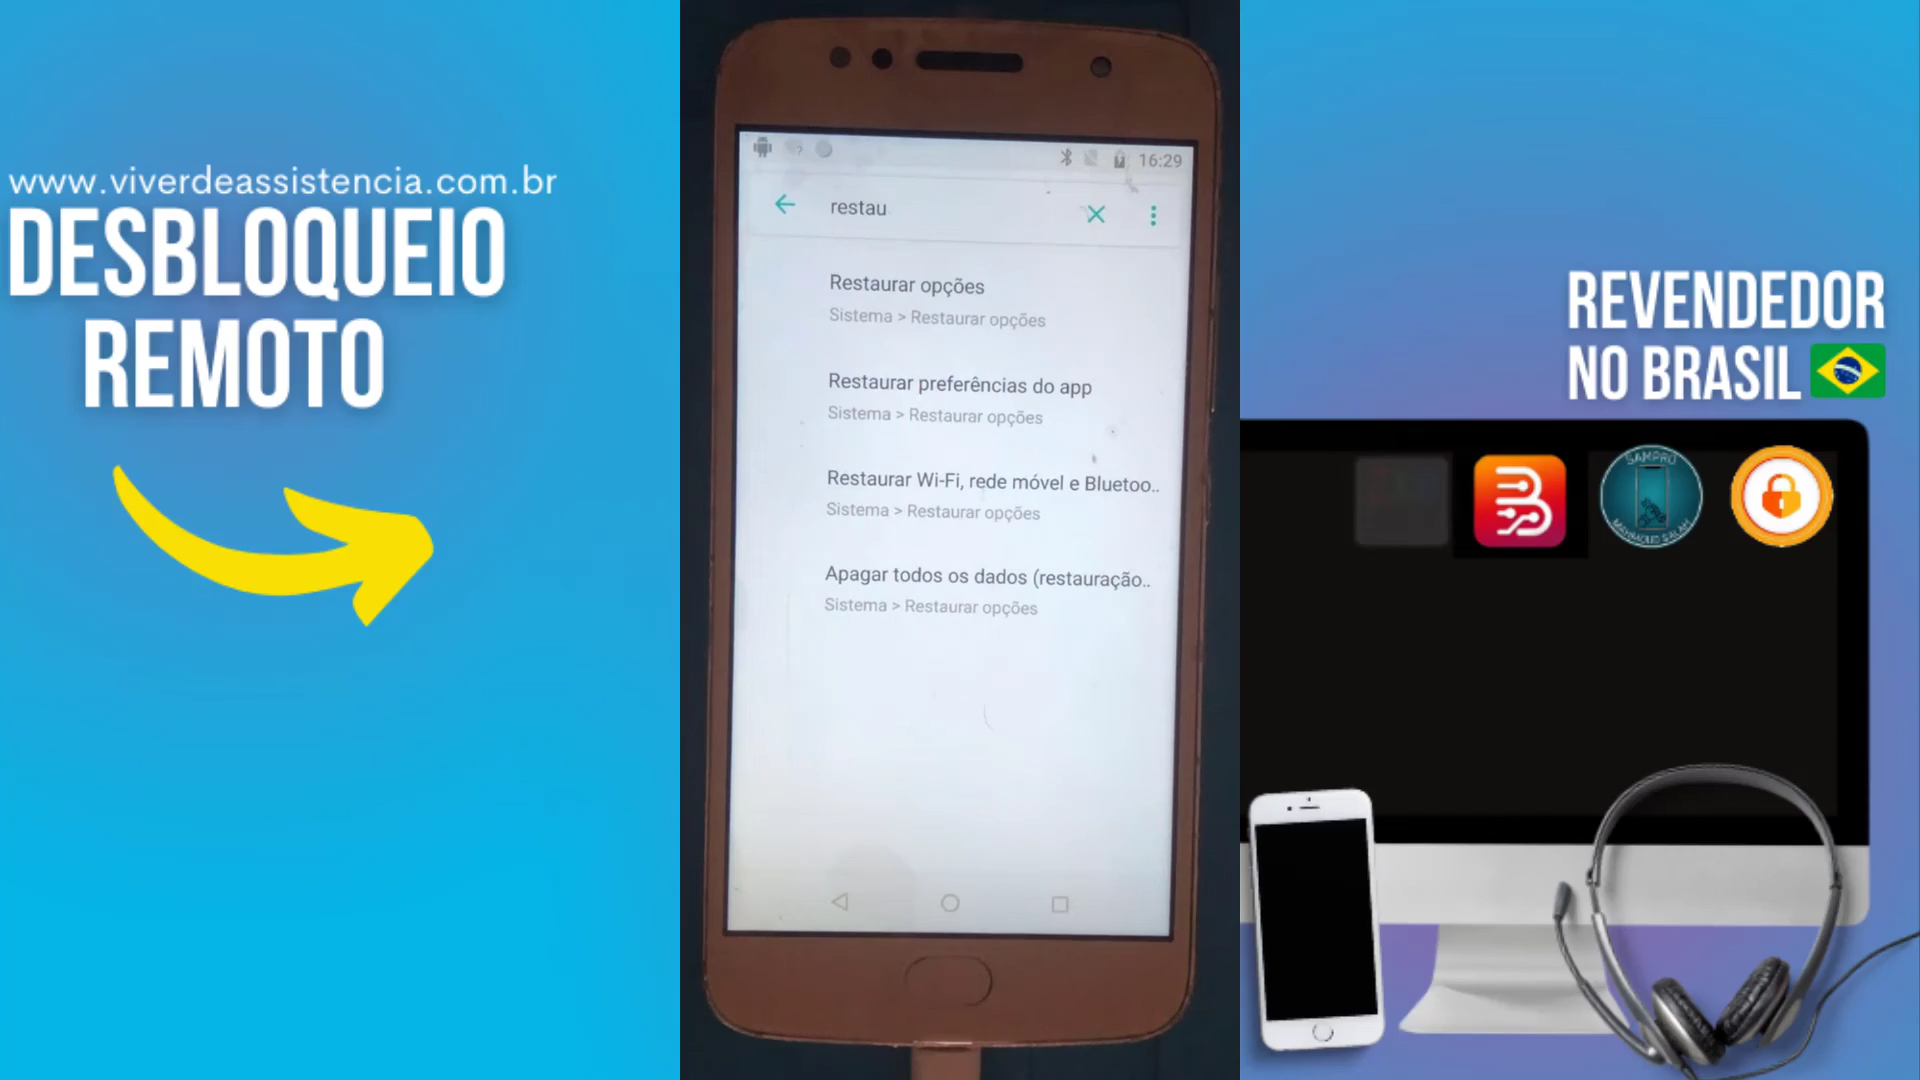 www.viverdeassistencia.com.br
DESBLOQUEIO
REMOTO
16:29
restau
Restaurar opções
Sistema > Restaurar opções
Restaurar preferências do app
Sistema > Restaurar opções
Restaurar Wi-Fi, rede móvel e Bluetoo..
Sistema > Restaurar opções
Apagar todos os dados (restauração..
Sistema > Restaurar opções
REVENDEDOR
NO BRASIL
SAMPRO
MAHMOUD SALAH